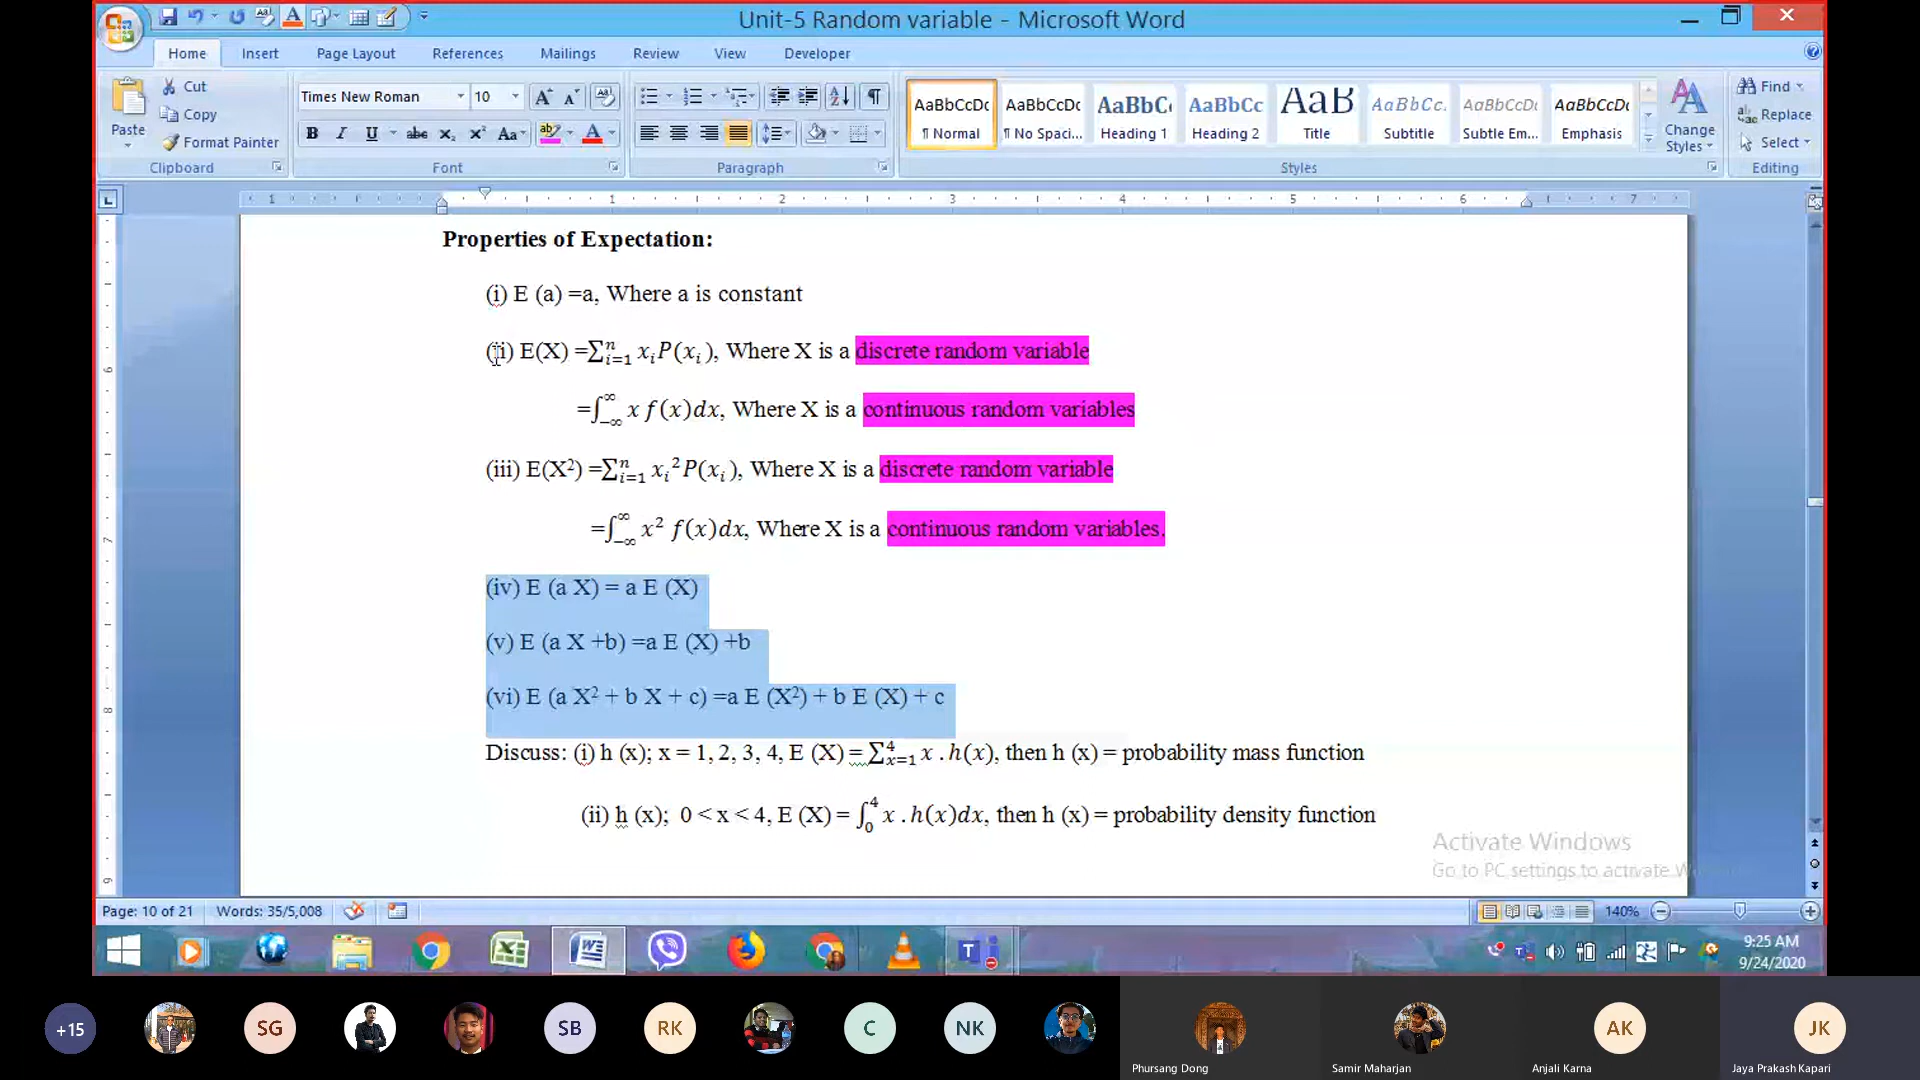 Unit-5 Random variable - Microsoft Word
Home Insert Page Layout References Mailings Review View Developer
Paste Cut Copy Format Painter Clipboard
Times New Roman 10 Font
Paragraph
AaBbCcDc ¶ Normal
AaBbCcDc ¶ No Spaci...
AaBbC Heading 1
AaBbCc Heading 2
AaB Title
AaBbCc. Subtitle
AaBbCcDc Subtle Em...
AaBbCcDc Emphasis
Change Styles
Styles
Find Replace Select Editing
1 1 2 3 4 5 6 7
Properties of Expectation:
(i) E (a) =a, Where a is constant
(ii) E(X) =∑ⁿᵢ₌₁ xᵢP(xᵢ), Where X is a discrete random variable
=∫^∞_−∞ x f(x)dx, Where X is a continuous random variables
(iii) E(X²) =∑ⁿᵢ₌₁ xᵢ²P(xᵢ), Where X is a discrete random variable
=∫^∞_−∞ x² f(x)dx, Where X is a continuous random variables.
(iv) E (a X) = a E (X)
(v) E (a X +b) =a E (X) +b
(vi) E (a X² + b X + c) =a E (X²) + b E (X) + c
Discuss: (i) h (x); x = 1, 2, 3, 4, E (X) = ∑⁴ₓ₌₁ x . h(x), then h (x) = probability mass function
(ii) h (x); 0 < x < 4, E (X) = ∫⁴₀ x . h(x)dx, then h (x) = probability density function
Activate Windows
Go to PC settings to activate W
Page: 10 of 21 Words: 35/5,008 140%
9:25 AM
9/24/2020
+15 SG SB RK C NK AK JK
Phursang Dong Samir Maharjan Anjali Karna Jaya Prakash Kapari